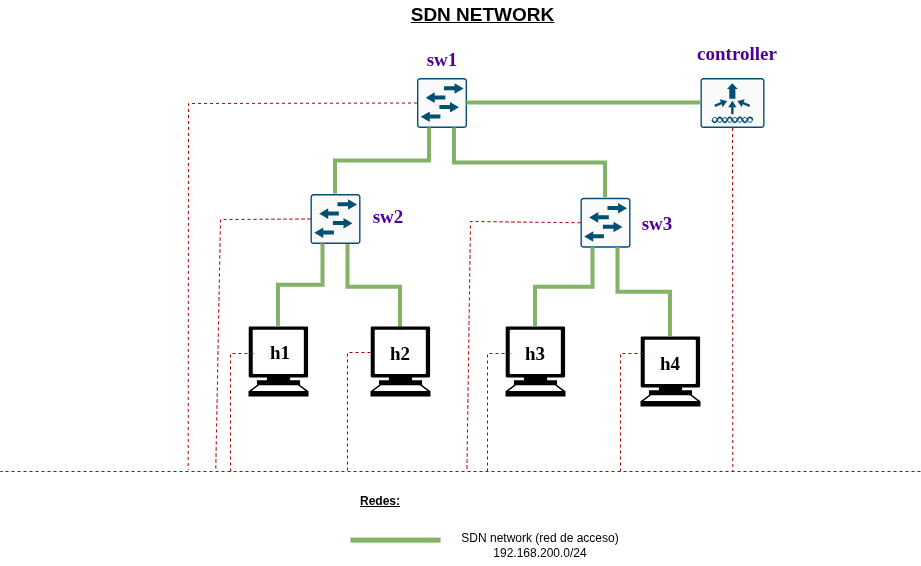 SDN NETWORK
sw1
controller
sw2
sw3
h1
h2
h3
h4
Redes:
SDN network (red de acceso)
192.168.200.0/24